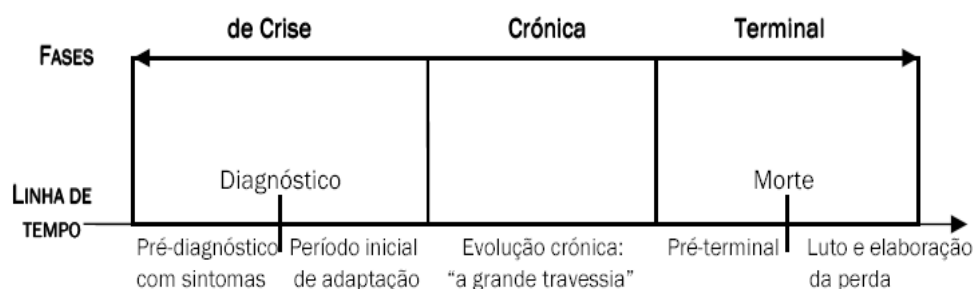 de Crise Crónica Terminal
FASES
Diagnóstico Morte
LINHA DE
TEMPO
Pré-diagnóstico Período inicial Evolução crónica: Pré-terminal Luto e elaboração
com sintomas de adaptação “a grande travessia” da perda